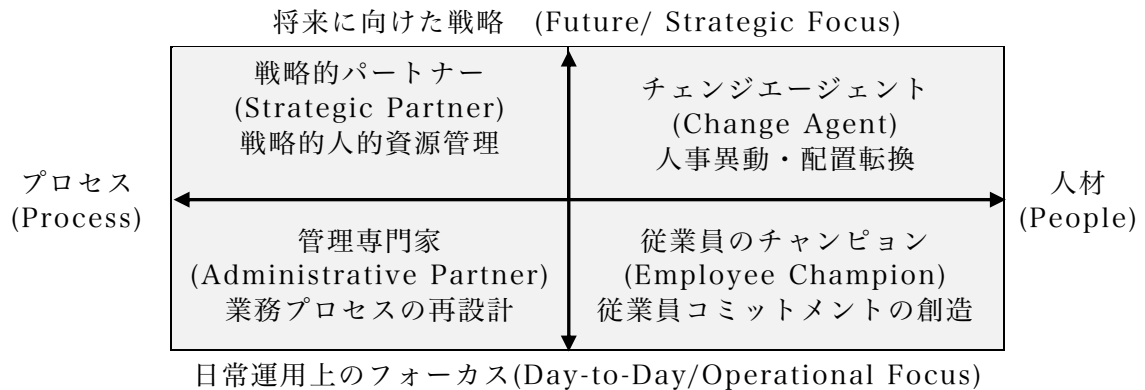 将来に向けた戦略　(Future/ Strategic Focus)
戦略的パートナー
(Strategic Partner)
戦略的人的資源管理
チェンジエージェント
(Change Agent)
人事異動・配置転換
プロセス
(Process)
人材
(People)
管理専門家
(Administrative Partner)
業務プロセスの再設計
従業員のチャンピョン
(Employee Champion)
従業員コミットメントの創造
日常運用上のフォーカス(Day-to-Day/Operational Focus)